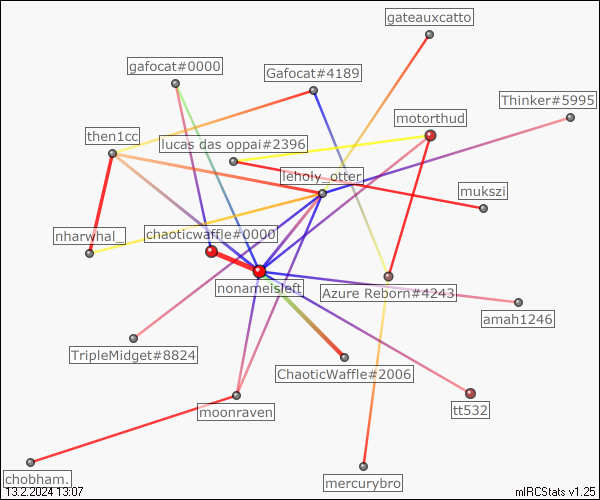 gateauxcatto
gafocat#0000
Gafocat#4189
Thinker#5995
motorthud
then1cc
lucas das oppai#2396
leholy_otter
mukszi
nharwhal_
chaoticwaffle#0000
nonameisleft
Azure Reborn#4243
amah1246
TripleMidget#8824
ChaoticWaffle#2006
moonraven
tt532
chobham.
mercurybro
13.2.2024 13:07
mIRCStats v1.25